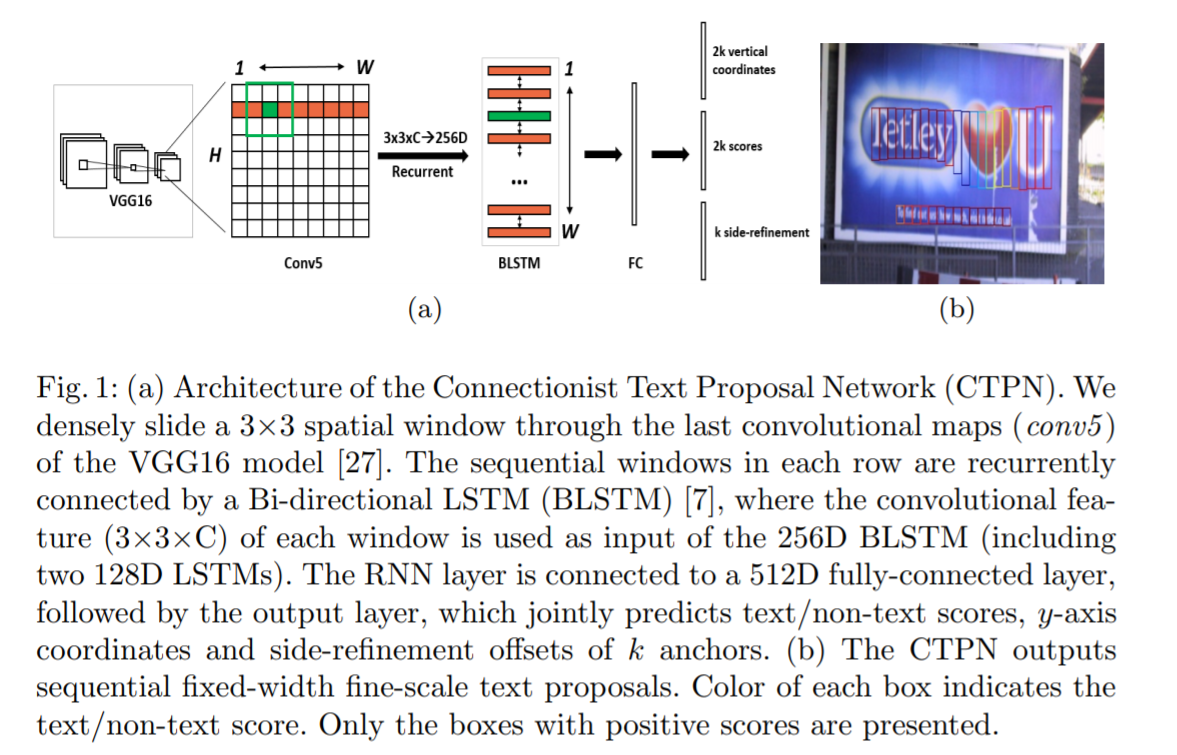 1 W
H
VGG16
Conv5
3x3xC→256D
Recurrent
1
...
W
BLSTM
FC
2k vertical
coordinates
2k scores
k side-refinement
Tetley U
(a)
(b)
Fig. 1: (a) Architecture of the Connectionist Text Proposal Network (CTPN). We
densely slide a 3×3 spatial window through the last convolutional maps (conv5)
of the VGG16 model [27]. The sequential windows in each row are recurrently
connected by a Bi-directional LSTM (BLSTM) [7], where the convolutional fea-
ture (3×3×C) of each window is used as input of the 256D BLSTM (including
two 128D LSTMs). The RNN layer is connected to a 512D fully-connected layer,
followed by the output layer, which jointly predicts text/non-text scores, y-axis
coordinates and side-refinement offsets of k anchors. (b) The CTPN outputs
sequential fixed-width fine-scale text proposals. Color of each box indicates the
text/non-text score. Only the boxes with positive scores are presented.